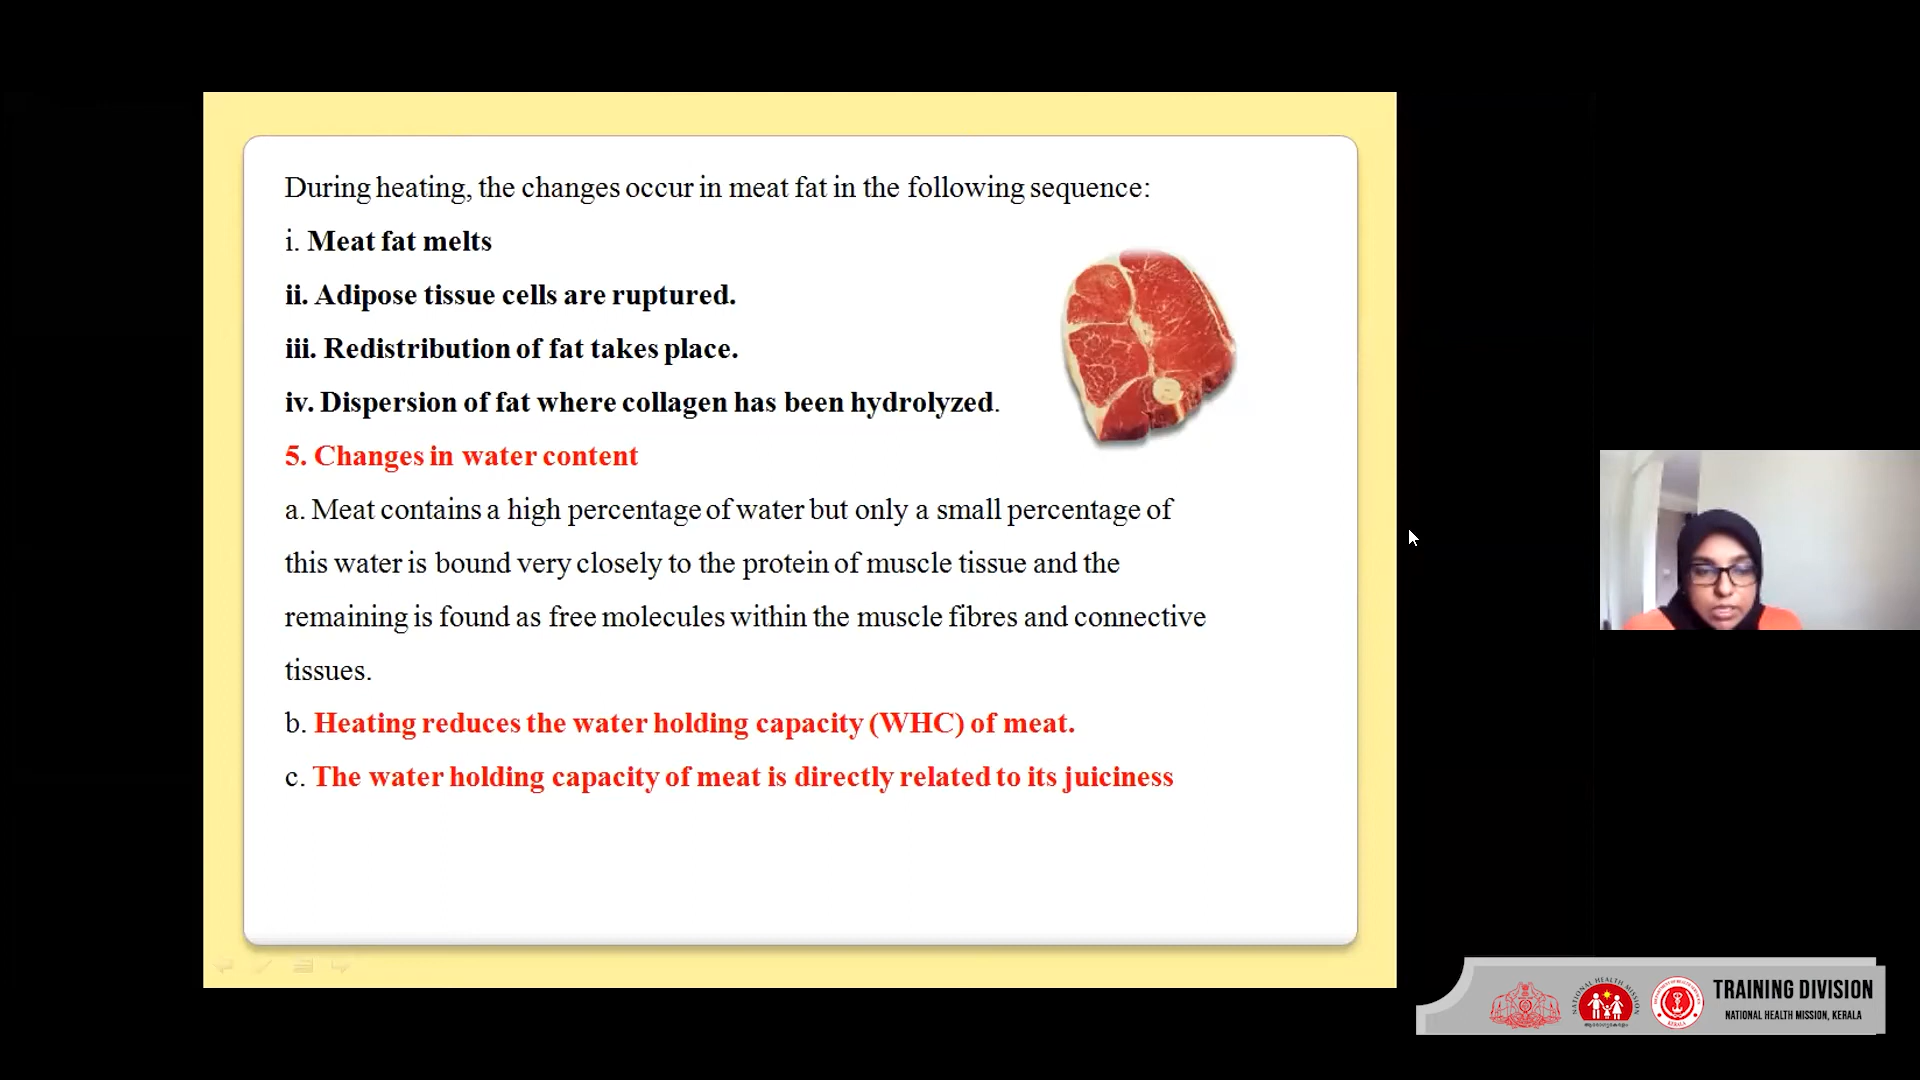 During heating, the changes occur in meat fat in the following sequence:
i. Meat fat melts
ii. Adipose tissue cells are ruptured.
iii. Redistribution of fat takes place.
iv. Dispersion of fat where collagen has been hydrolyzed.
5. Changes in water content
a. Meat contains a high percentage of water but only a small percentage of
this water is bound very closely to the protein of muscle tissue and the
remaining is found as free molecules within the muscle fibres and connective
tissues.
b. Heating reduces the water holding capacity (WHC) of meat.
c. The water holding capacity of meat is directly related to its juiciness
NATIONAL HEALTH MISSION
TRAINING DIVISION
NATIONAL HEALTH MISSION, KERALA